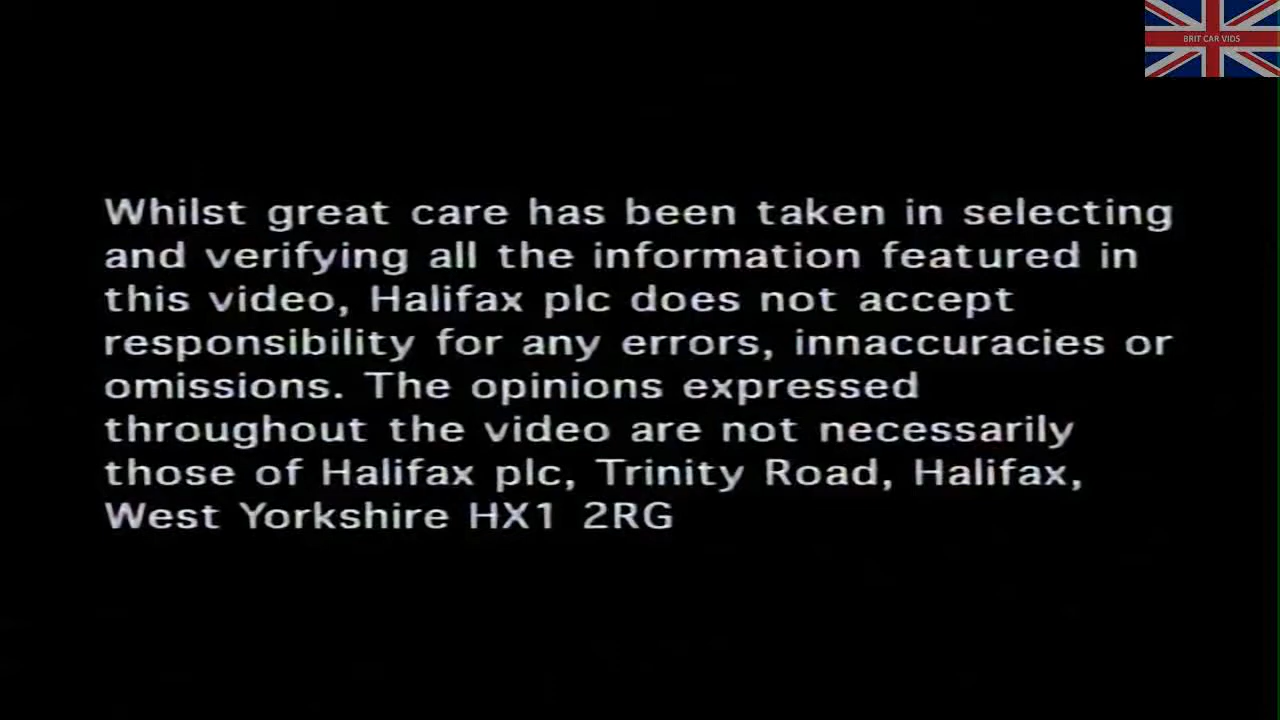 BRIT CAR VIDS
Whilst great care has been taken in selecting
and verifying all the information featured in
this video, Halifax plc does not accept
responsibility for any errors, innaccuracies or
omissions. The opinions expressed
throughout the video are not necessarily
those of Halifax plc, Trinity Road, Halifax,
West Yorkshire HX1 2RG